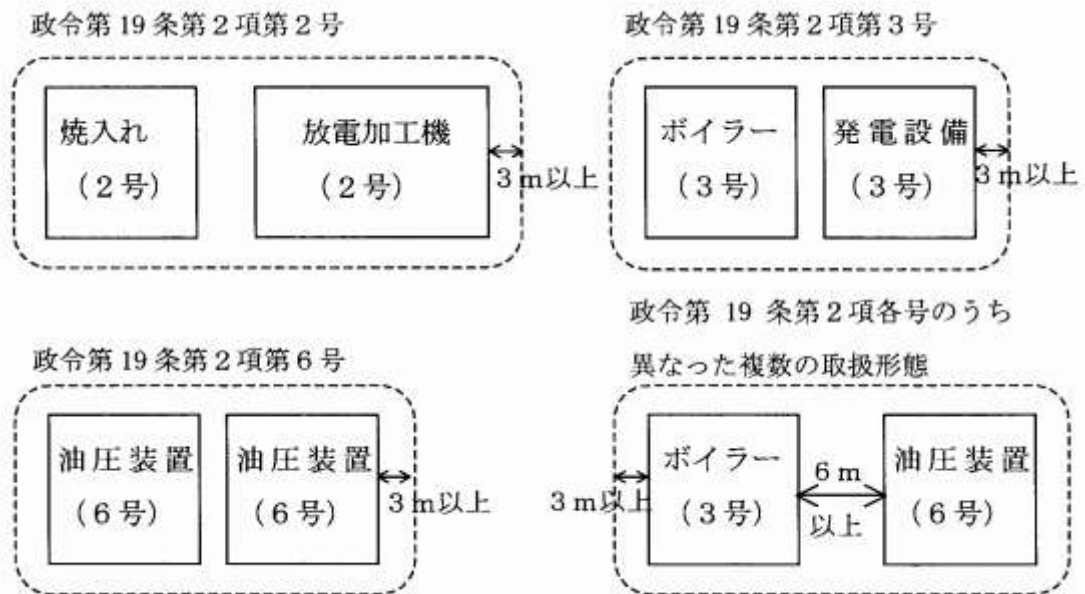 政令第19条第2項第2号
焼入れ
(2号)
放電加工機
(2号)
3m以上
政令第19条第2項第3号
ボイラー
(3号)
発電設備
(3号)
3m以上
政令第19条第2項第6号
油圧装置
(6号)
油圧装置
(6号)
3m以上
政令第 19 条第2項各号のうち
異なった複数の取扱形態
3m以上
ボイラー
(3号)
6m
以上
油圧装置
(6号)